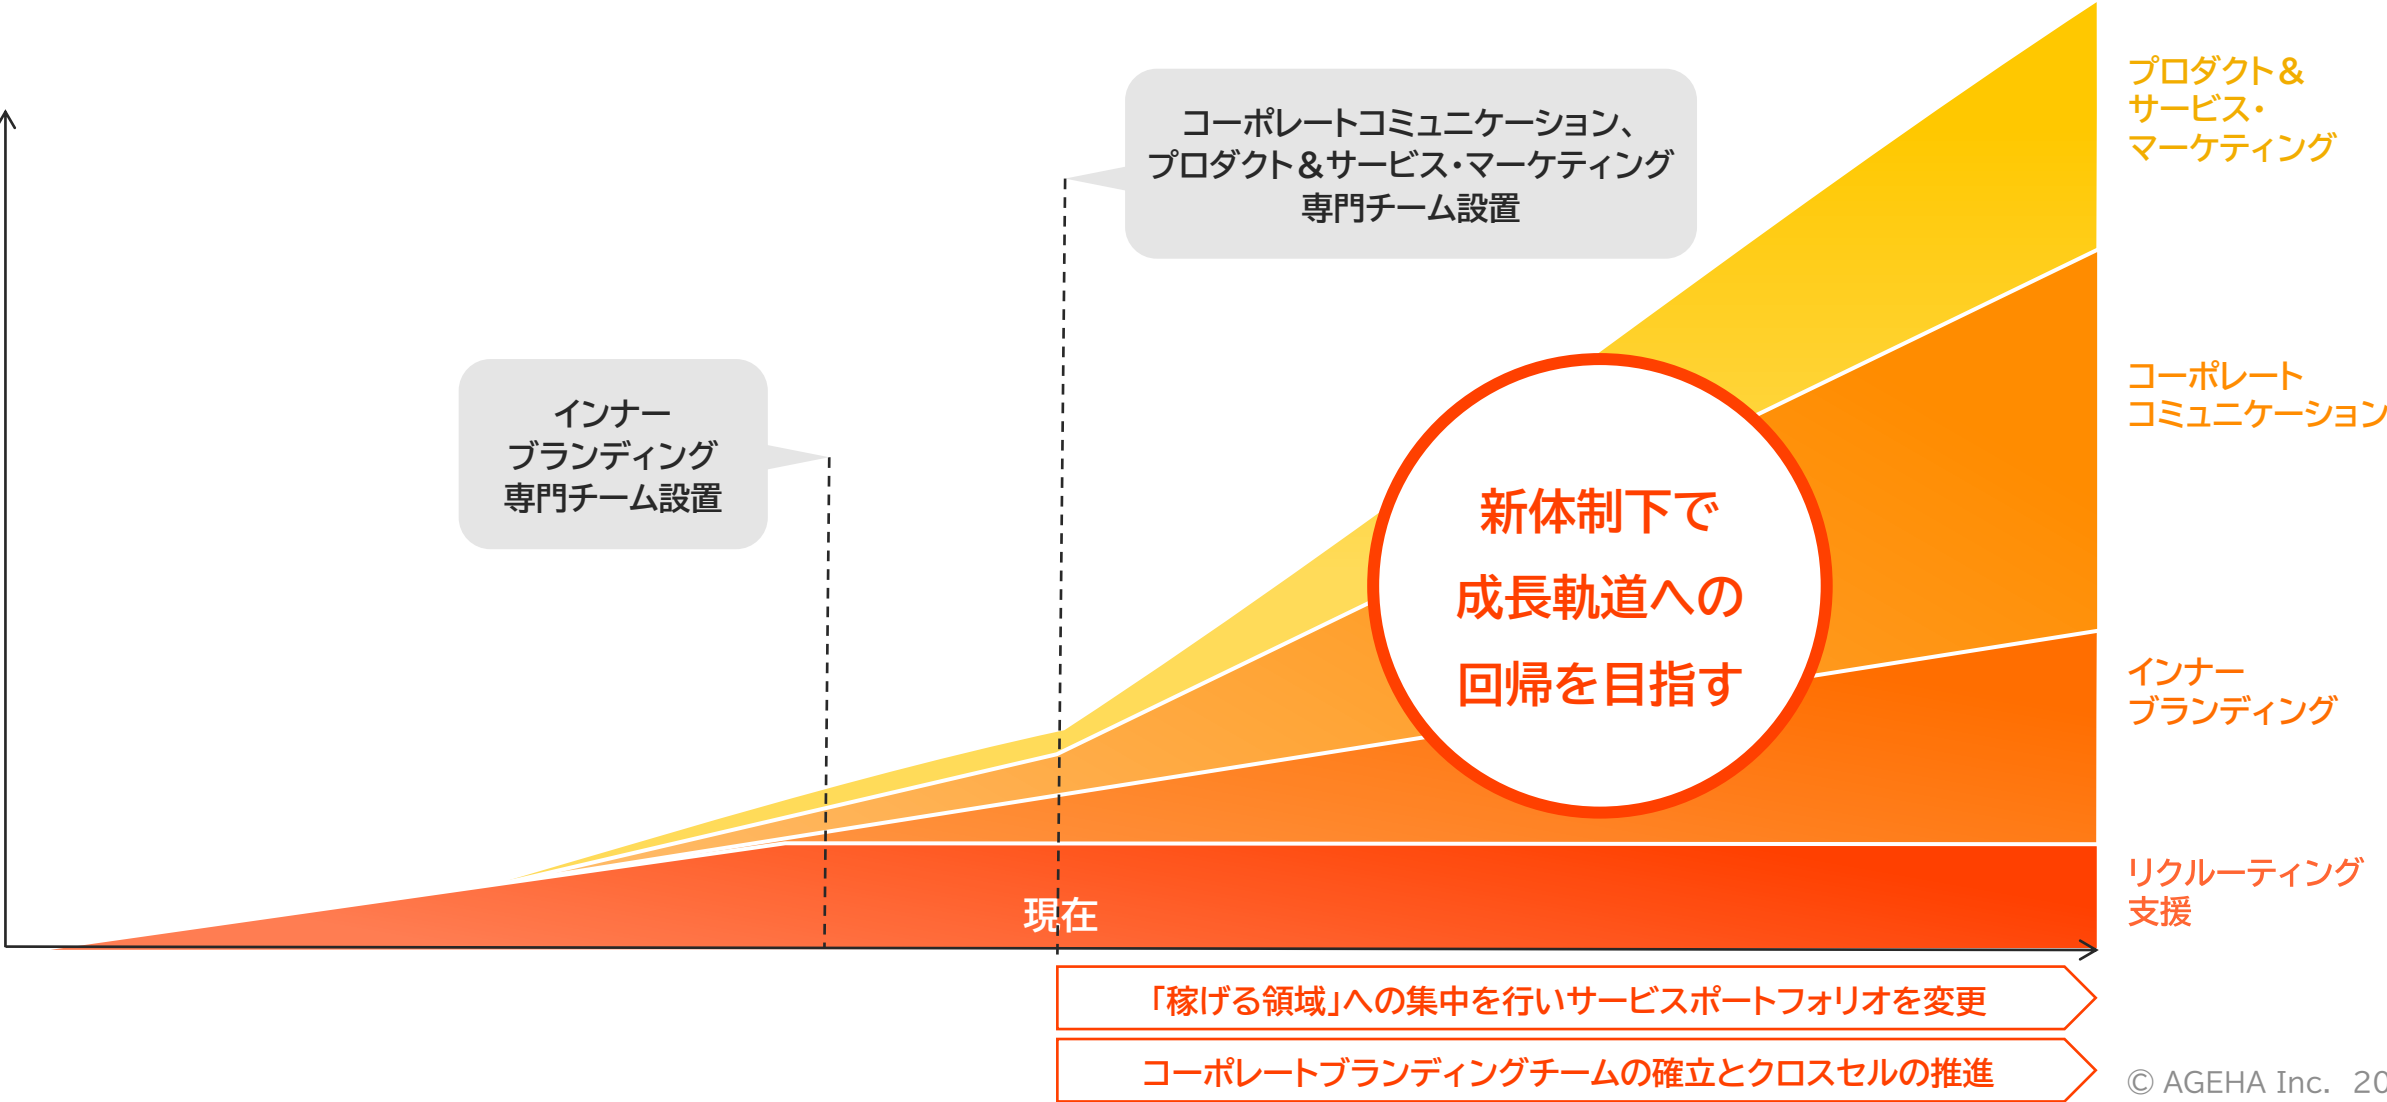 プロダクト&
サービス・
マーケティング
コーポレートコミュニケーション、
プロダクト&サービス・マーケティング
専門チーム設置
コーポレート
コミュニケーション
インナー
ブランディング
専門チーム設置
新体制下で
成長軌道への
回帰を目指す
インナー
ブランディング
リクルーティング
支援
現在
「稼げる領域」への集中を行いサービスポートフォリオを変更
コーポレートブランディングチームの確立とクロスセルの推進
© AGEHA Inc. 20